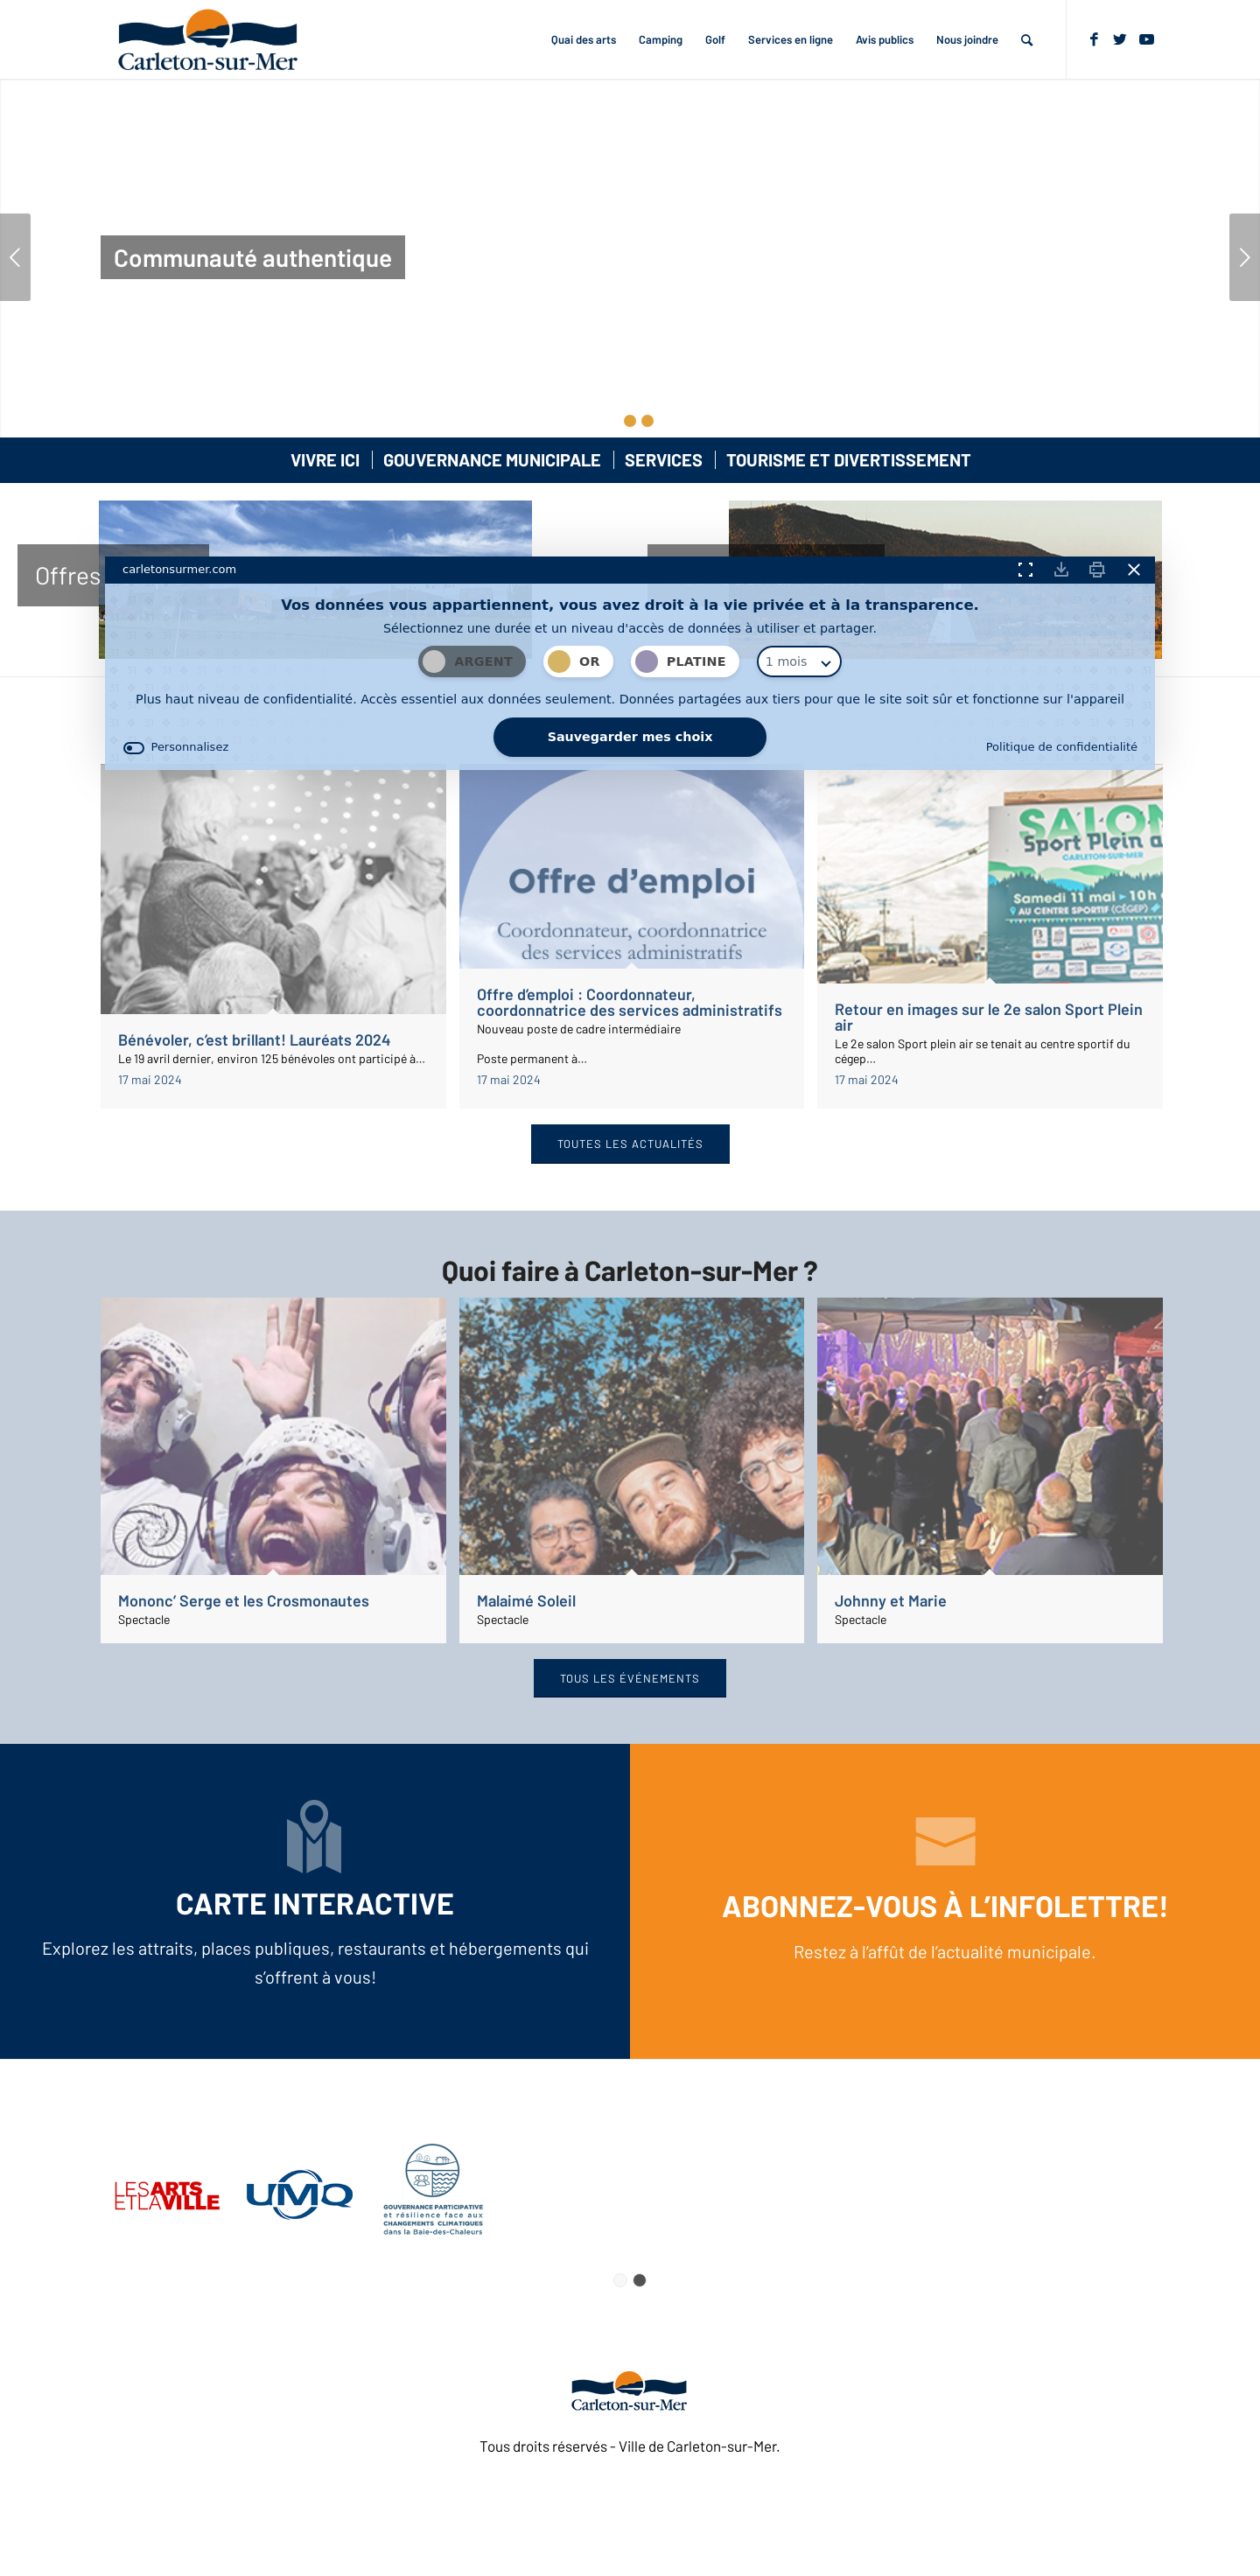 Carleton-sur-Mer
Quai des arts
Camping
Golf
Services en ligne
Avis publics
Nous joindre
Communauté authentique
VIVRE ICI
GOUVERNANCE MUNICIPALE
SERVICES
TOURISME ET DIVERTISSEMENT
Offres
carletonsurmer.com
Vos données vous appartiennent, vous avez droit à la vie privée et à la transparence.
Sélectionnez une durée et un niveau d'accès de données à utiliser et partager.
ARGENT
OR
PLATINE
1 mois
Plus haut niveau de confidentialité. Accès essentiel aux données seulement. Données partagées aux tiers pour que le site soit sûr et fonctionne sur l'appareil
Personnalisez
Sauvegarder mes choix
Politique de confidentialité
Offre d'emploi
Coordonnateur, coordonnatrice
des services administratifs
SALON
Sport Plein a
CARLETON-SUR-MER
Samedi 11 mai
10h
AU CENTRE SPORTIF (CÉGEP)
Bénévoler, c’est brillant! Lauréats 2024
Le 19 avril dernier, environ 125 bénévoles ont participé à...
17 mai 2024
Offre d’emploi : Coordonnateur,
coordonnatrice des services administratifs
Nouveau poste de cadre intermédiaire
Poste permanent à...
17 mai 2024
Retour en images sur le 2e salon Sport Plein
air
Le 2e salon Sport plein air se tenait au centre sportif du
cégep...
17 mai 2024
TOUTES LES ACTUALITÉS
Quoi faire à Carleton-sur-Mer ?
Mononc’ Serge et les Crosmonautes
Spectacle
Malaimé Soleil
Spectacle
Johnny et Marie
Spectacle
TOUS LES ÉVÉNEMENTS
CARTE INTERACTIVE
Explorez les attraits, places publiques, restaurants et hébergements qui
s’offrent à vous!
ABONNEZ-VOUS À L’INFOLETTRE!
Restez à l’affût de l’actualité municipale.
LES ARTS
ET LA VILLE
UMQ
GOUVERNANCE PARTICIPATIVE
et résilience face aux
CHANGEMENTS CLIMATIQUES
dans la Baie-des-Chaleurs
Carleton-sur-Mer
Tous droits réservés - Ville de Carleton-sur-Mer.